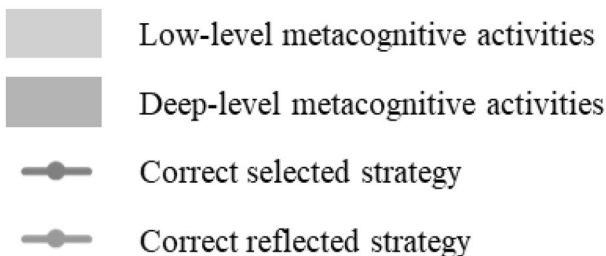 Low-level metacognitive activities
Deep-level metacognitive activities
Correct selected strategy
Correct reflected strategy